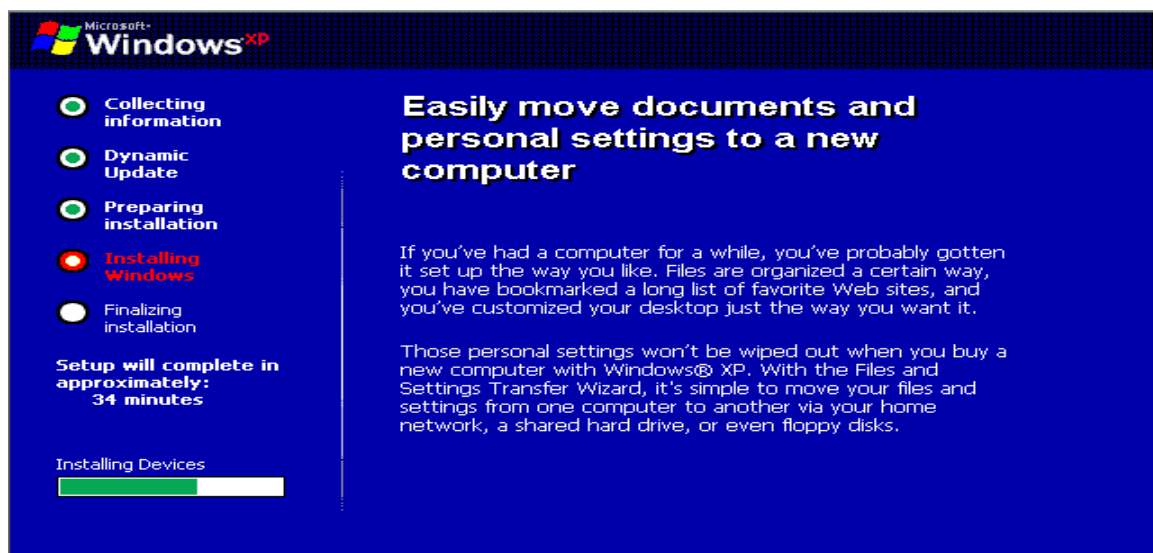 Microsoft®
Windows XP
Collecting
information
Dynamic
Update
Preparing
installation
Installing
Windows
Finalizing
installation
Setup will complete in
approximately:
34 minutes
Installing Devices
Easily move documents and
personal settings to a new
computer
If you've had a computer for a while, you've probably gotten
it set up the way you like. Files are organized a certain way,
you have bookmarked a long list of favorite Web sites, and
you've customized your desktop just the way you want it.
Those personal settings won't be wiped out when you buy a
new computer with Windows® XP. With the Files and
Settings Transfer Wizard, it's simple to move your files and
settings from one computer to another via your home
network, a shared hard drive, or even floppy disks.